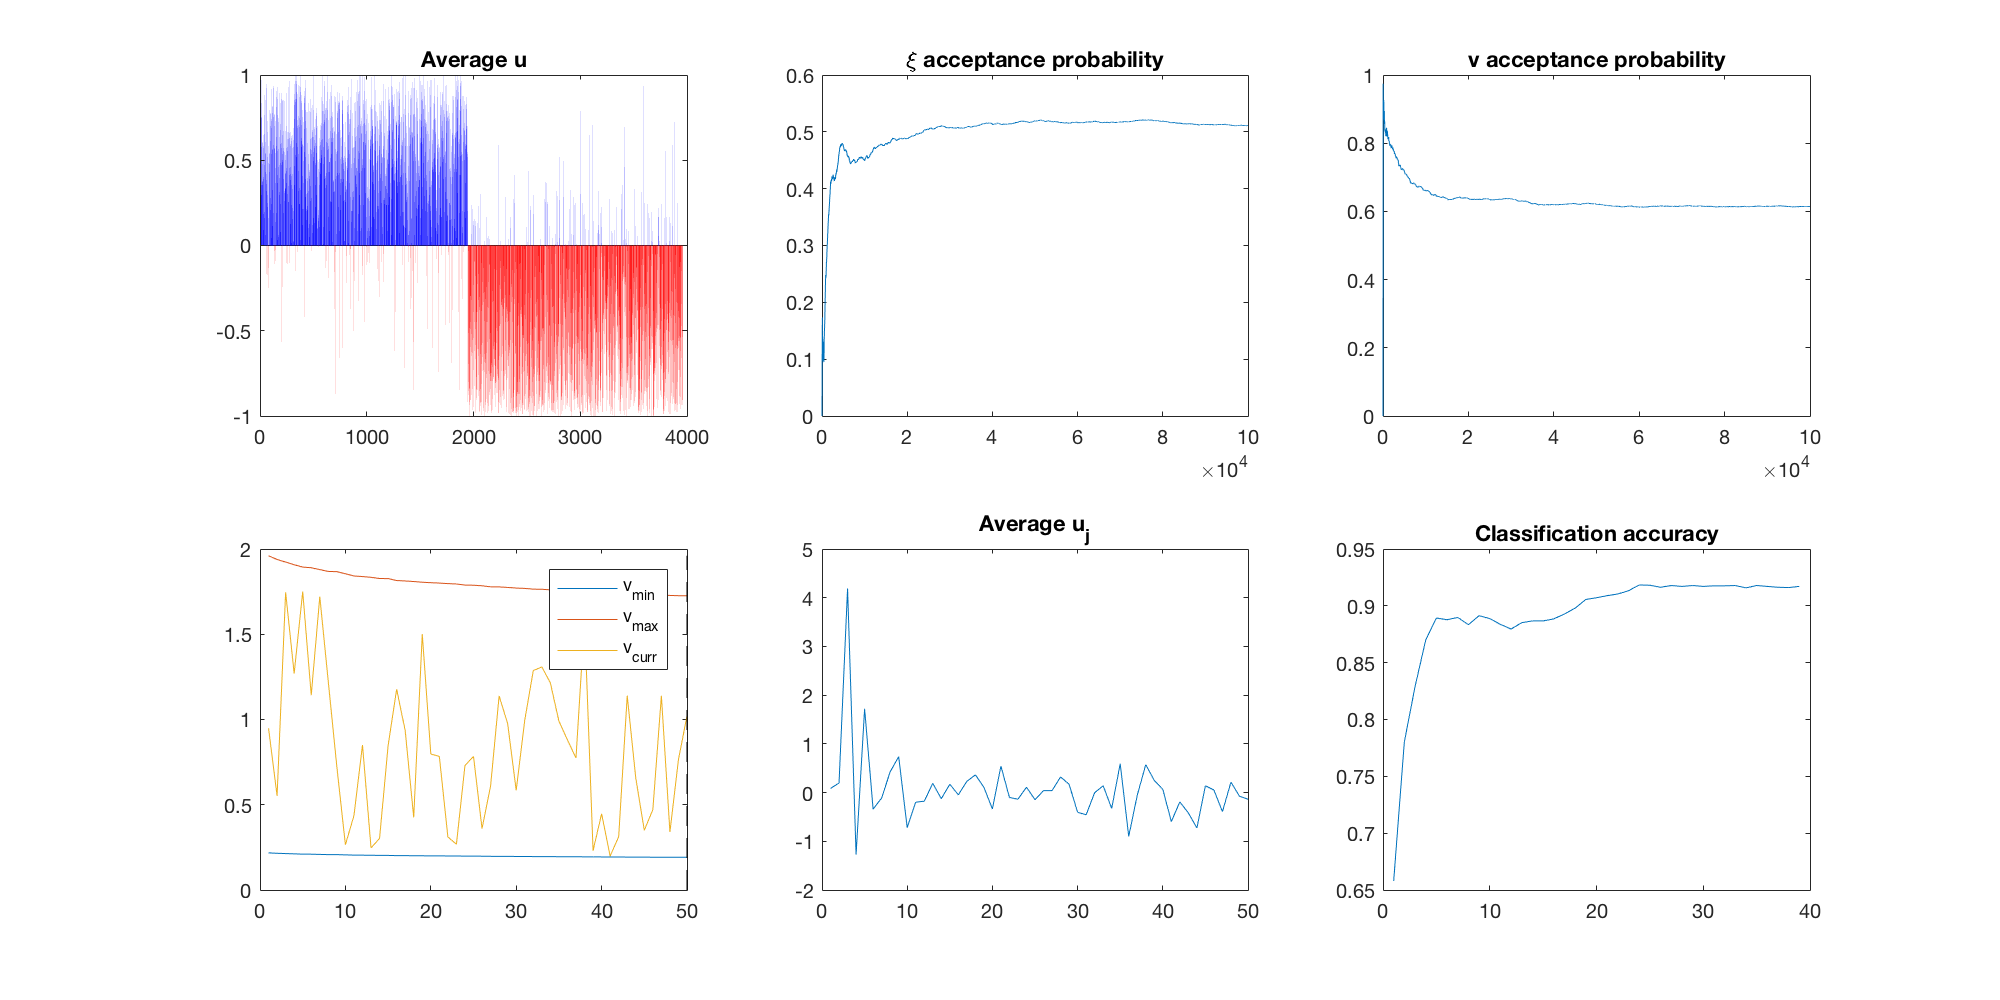 Average u
1
0.5
0
-0.5
-1
0 1000 2000 3000 4000
ξ acceptance probability
0.6
0.5
0.4
0.3
0.2
0.1
0
0 2 4 6 8 10
×10^4
v acceptance probability
1
0.8
0.6
0.4
0.2
0
0 2 4 6 8 10
×10^4
2
1.5
1
0.5
0
0 10 20 30 40 50
v_min
v_max
v_curr
Average u_j
5
4
3
2
1
0
-1
-2
0 10 20 30 40 50
Classification accuracy
0.95
0.9
0.85
0.8
0.75
0.7
0.65
0 10 20 30 40